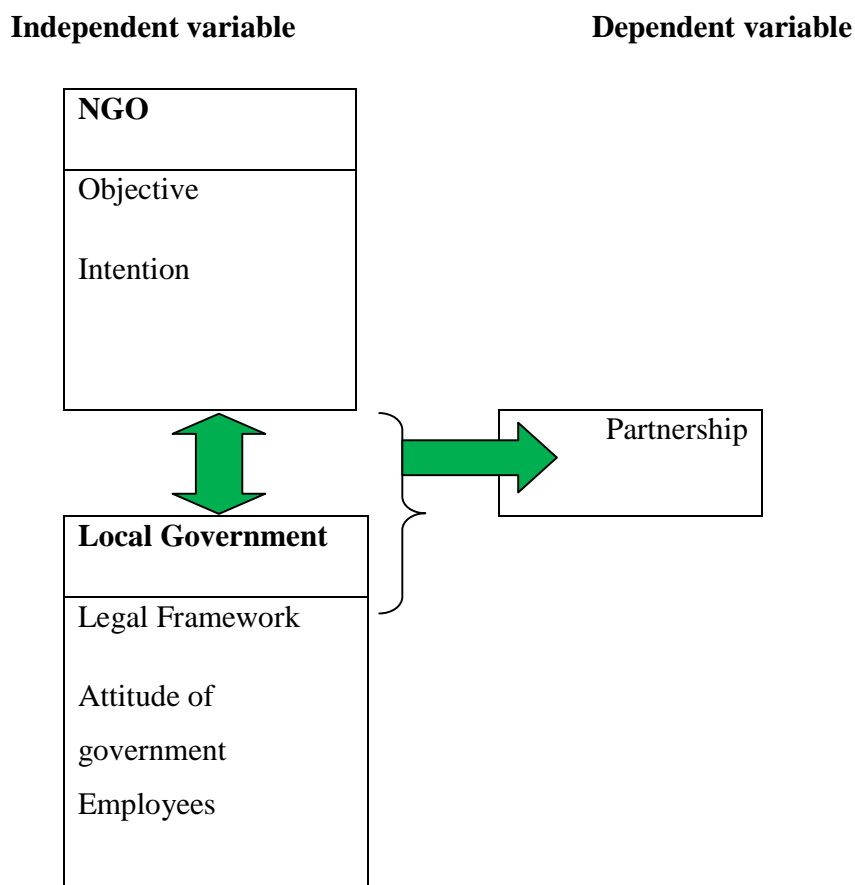 Independent variable
Dependent variable
NGO
Objective
Intention
Partnership
Local Government
Legal Framework
Attitude of
government
Employees